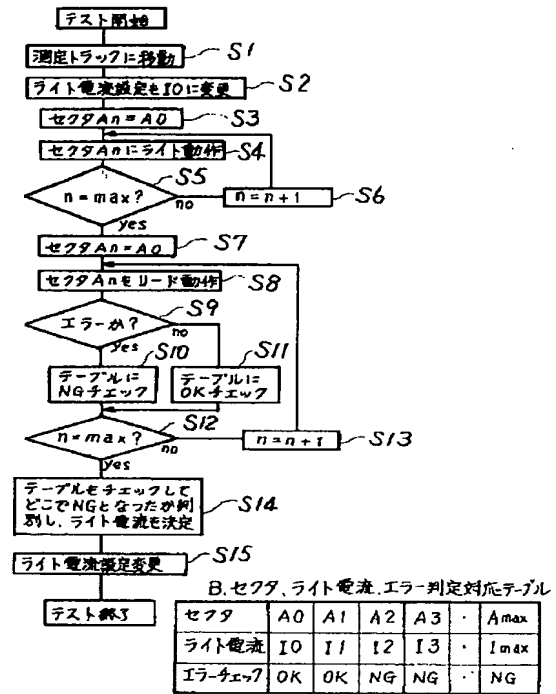 テスト開始
測定トラックに移動 S1
ライト電流設定をI0に変更 S2
セクタAn=A0 S3
セクタAnにライト動作 S4
n=max? S5
no
n=n+1 S6
yes
セクタAn=A0 S7
セクタAnをリード動作 S8
エラーか? S9
no
yes
S10 S11
テーブルに
NGチェック
テーブルに
OKチェック
n=max? S12
no
n=n+1 S13
yes
テーブルをチェックして
どこでNGとなったか判
別し、ライト電流を決定
S14
ライト電流設定変更 S15
テスト終了
B.セクタ、ライト電流、エラー判定対応テーブル
セクタ A0 A1 A2 A3 · Amax
ライト電流 I0 I1 I2 I3 · Imax
エラーチェック OK OK NG NG · NG